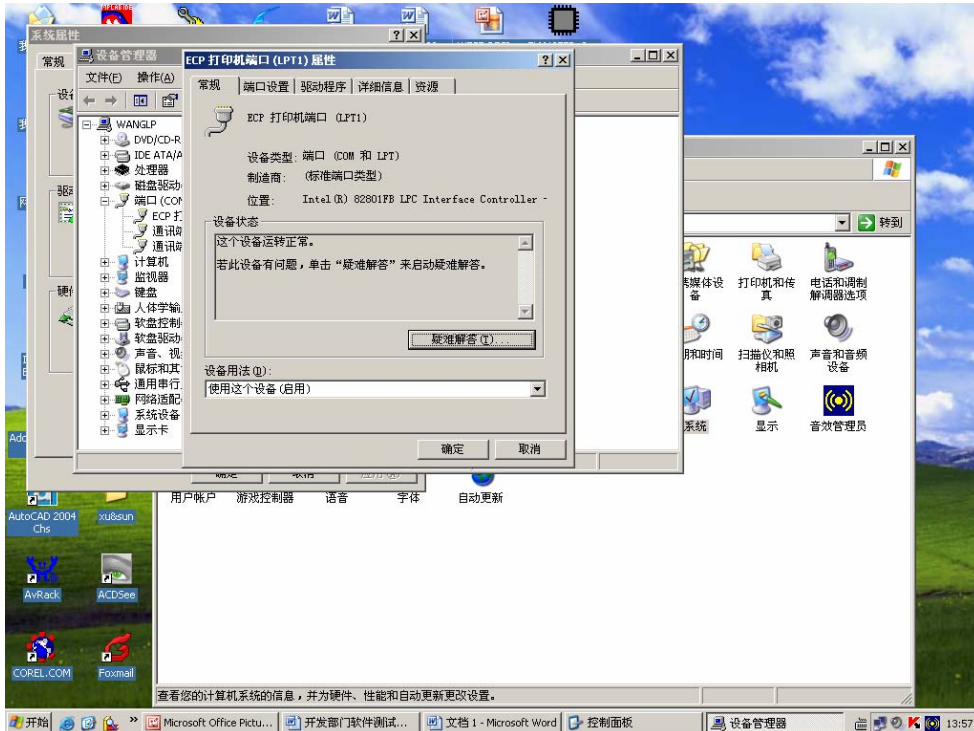 系统属性
常规
设备管理器
文件(F) 操作(A)
WANGLP
DVD/CD-R
IDE ATA/A
处理器
磁盘驱动
端口 (COM
ECP 打
通讯端
通讯端
计算机
监视器
键盘
人体学输
软盘控制
软盘驱动
声音、视
鼠标和其
通用串行
网络适配
系统设备
显示卡
ECP 打印机端口 (LPT1) 属性
常规 端口设置 驱动程序 详细信息 资源
ECP 打印机端口 (LPT1)
设备类型: 端口 (COM 和 LPT)
制造商: (标准端口类型)
位置: Intel(R) 82801FB LPC Interface Controller -
设备状态
这个设备运转正常。
若此设备有问题，单击“疑难解答”来启动疑难解答。
疑难解答(T)...
设备用法(D):
使用这个设备(启用)
确定 取消
转到
打印机和传真
电话和调制
解调器选项
扫描仪和照
相机
声音和音频
设备
系统
显示
音效管理员
用户帐户 游戏控制器 语音 字体 自动更新
AutoCAD 2004
Chs
xu&sun
AvRack
ACDSee
COREL.COM
Foxmail
查看您的计算机系统的信息，并为硬件、性能和自动更新更改设置。
开始
Microsoft Office Pictu...
开发部门软件测试...
文档 1 - Microsoft Word
控制面板
设备管理器
13:57